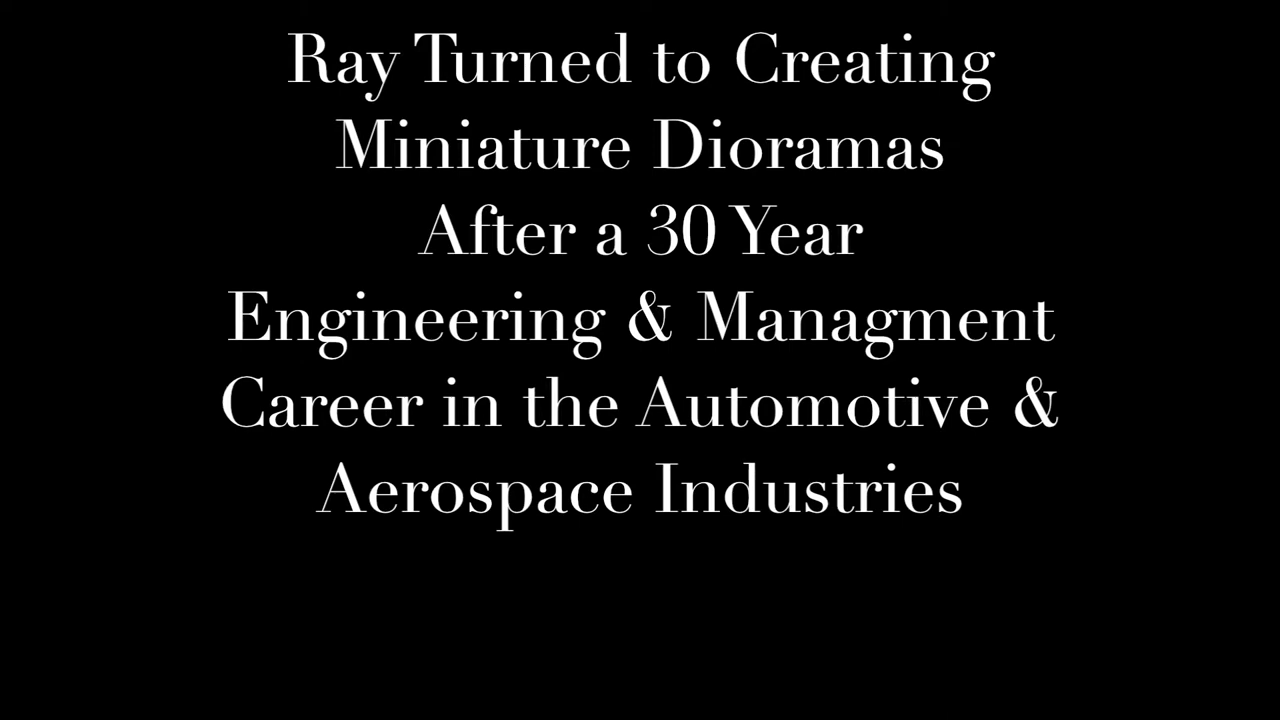 Ray Turned to Creating
Miniature Dioramas
After a 30 Year
Engineering & Managment
Career in the Automotive &
Aerospace Industries